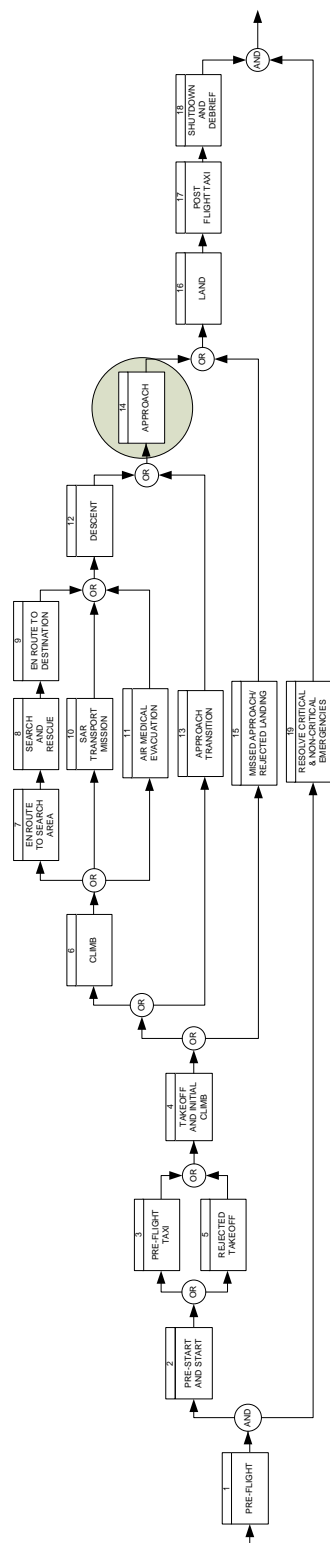 1
PRE-FLIGHT
AND
2
PRE-START
AND START
OR
3
PRE-FLIGHT
TAXI
5
REJECTED
TAKEOFF
OR
4
TAKEOFF
AND INITIAL
CLIMB
OR
OR
6
CLIMB
OR
7
EN ROUTE
TO SEARCH
AREA
8
SEARCH
AND
RESCUE
9
EN ROUTE TO
DESTINATION
10
SAR
TRANSPORT
MISSION
11
AIR MEDICAL
EVACUATION
OR
12
DESCENT
13
APPROACH
TRANSITION
OR
14
APPROACH
15
MISSED APPROACH/
REJECTED LANDING
OR
16
LAND
17
POST
FLIGHT TAXI
18
SHUTDOWN
AND
DEBRIEF
19
RESOLVE CRITICAL
& NON-CRITICAL
EMERGENCIES
AND